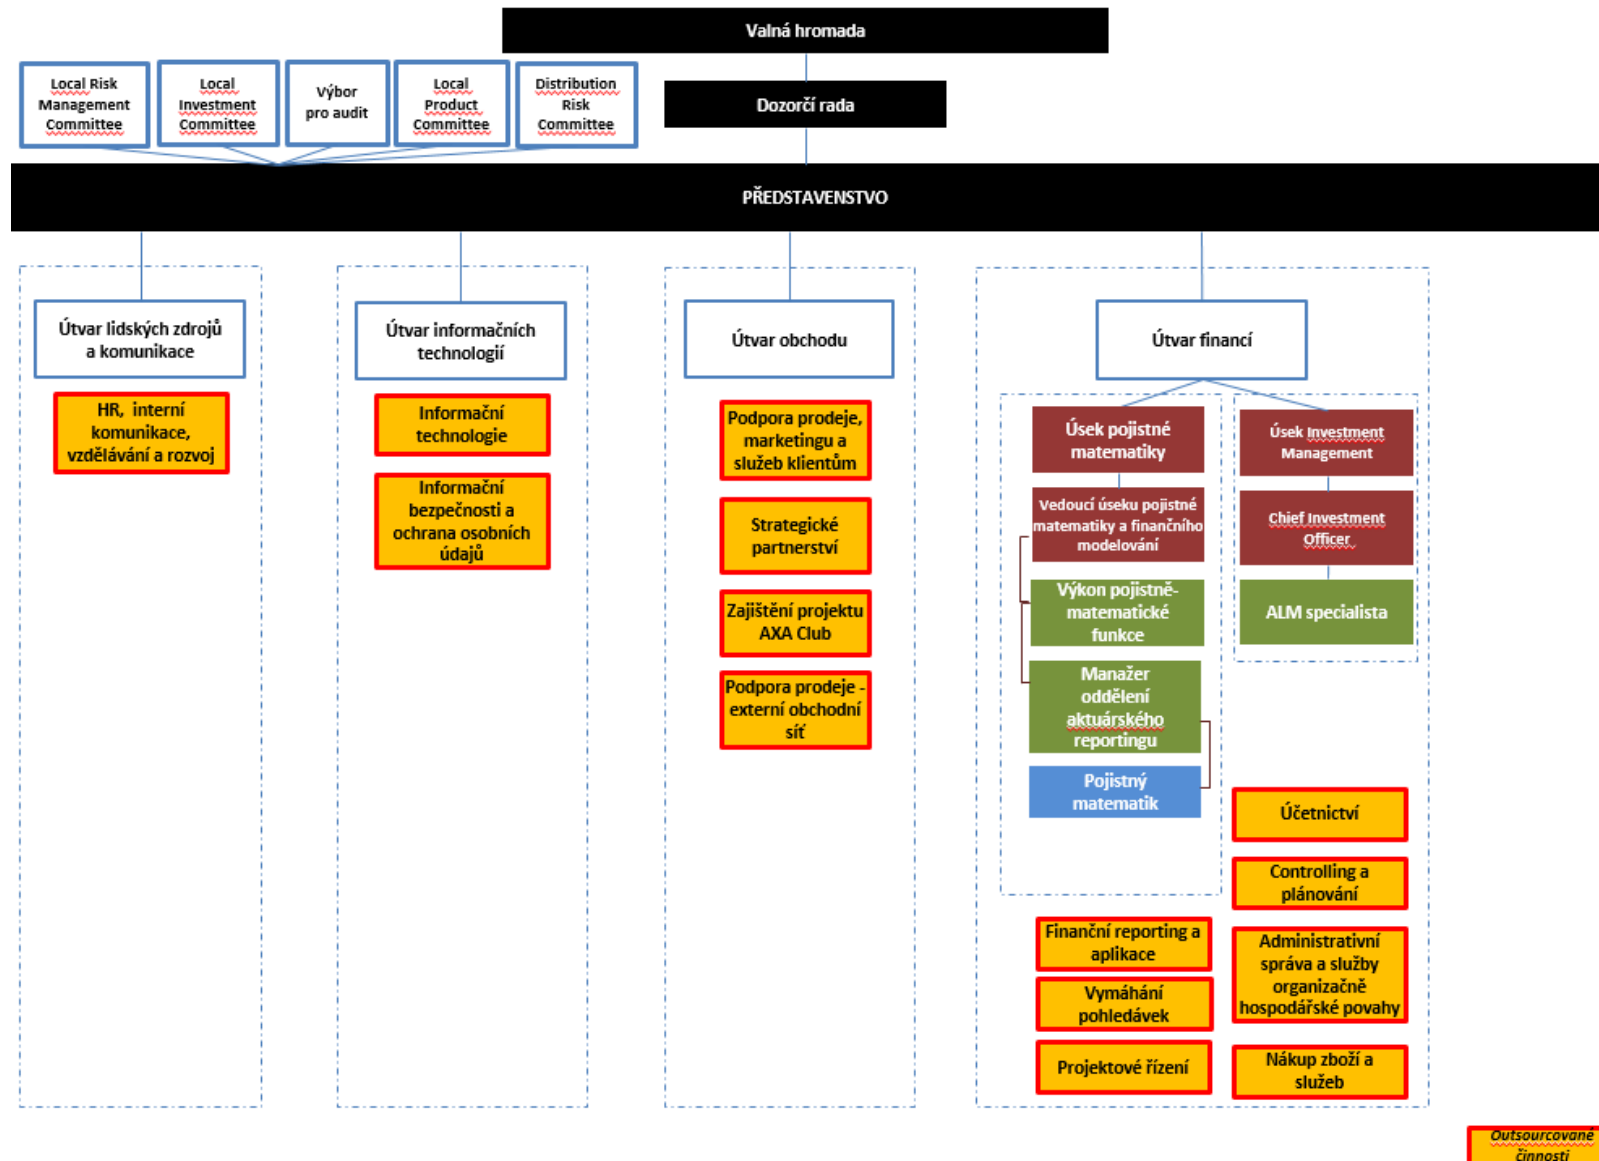 Valná hromada
Local Risk
Management
Committee
Local
Investment
Committee
Výbor
pro audit
Local
Product
Committee
Distribution
Risk
Committee
Dozorčí rada
PŘEDSTAVENSTVO
Útvar lidských zdrojů
a komunikace
HR, interní
komunikace,
vzdělávání a rozvoj
Útvar informačních
technologií
Informační
technologie
Informační
bezpečnosti a
ochrana osobních
údajů
Útvar obchodu
Podpora prodeje,
marketingu a
služeb klientům
Strategické
partnerství
Zajištění projektu
AXA Club
Podpora prodeje -
externí obchodní
síť
Útvar financí
Úsek pojistné
matematiky
Vedoucí úseku pojistné
matematiky a finančního
modelování
Výkon pojistně-
matematické
funkce
Manažer
oddělení
aktuárského
reportingu
Pojistný
matematik
Úsek Investment
Management
Chief Investment
Officer
ALM specialista
Účetnictví
Controlling a
plánování
Finanční reporting a
aplikace
Administrativní
správa a služby
organizačně
hospodářské povahy
Vymáhání
pohledávek
Projektové řízení
Nákup zboží a
služeb
Outsourcované
činnosti